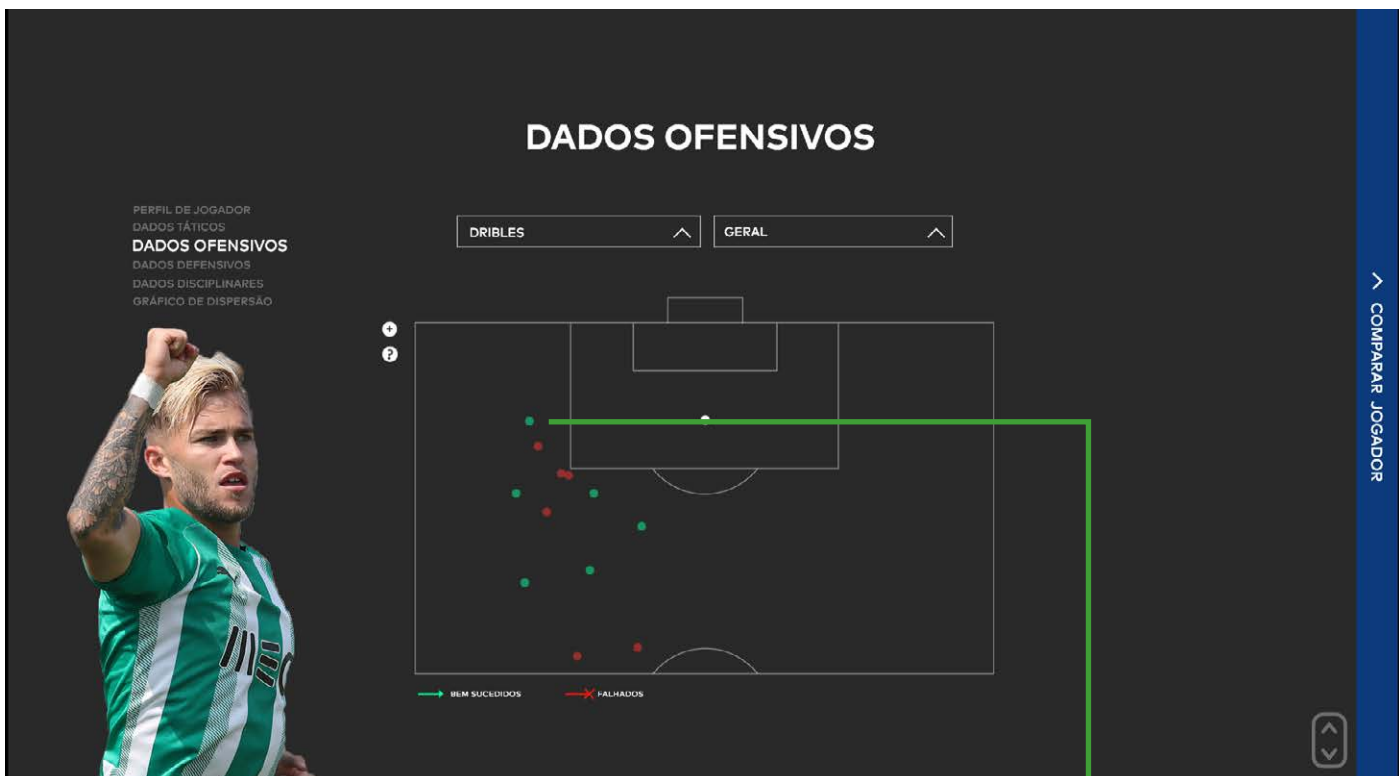 DADOS OFENSIVOS
PERFIL DE JOGADOR
DADOS TÁTICOS
DADOS OFENSIVOS
DADOS DEFENSIVOS
DADOS DISCIPLINARES
GRÁFICO DE DISPERSÃO
DRIBLES
GERAL
+
?
BEM SUCEDIDOS
FALHADOS
COMPARAR JOGADOR